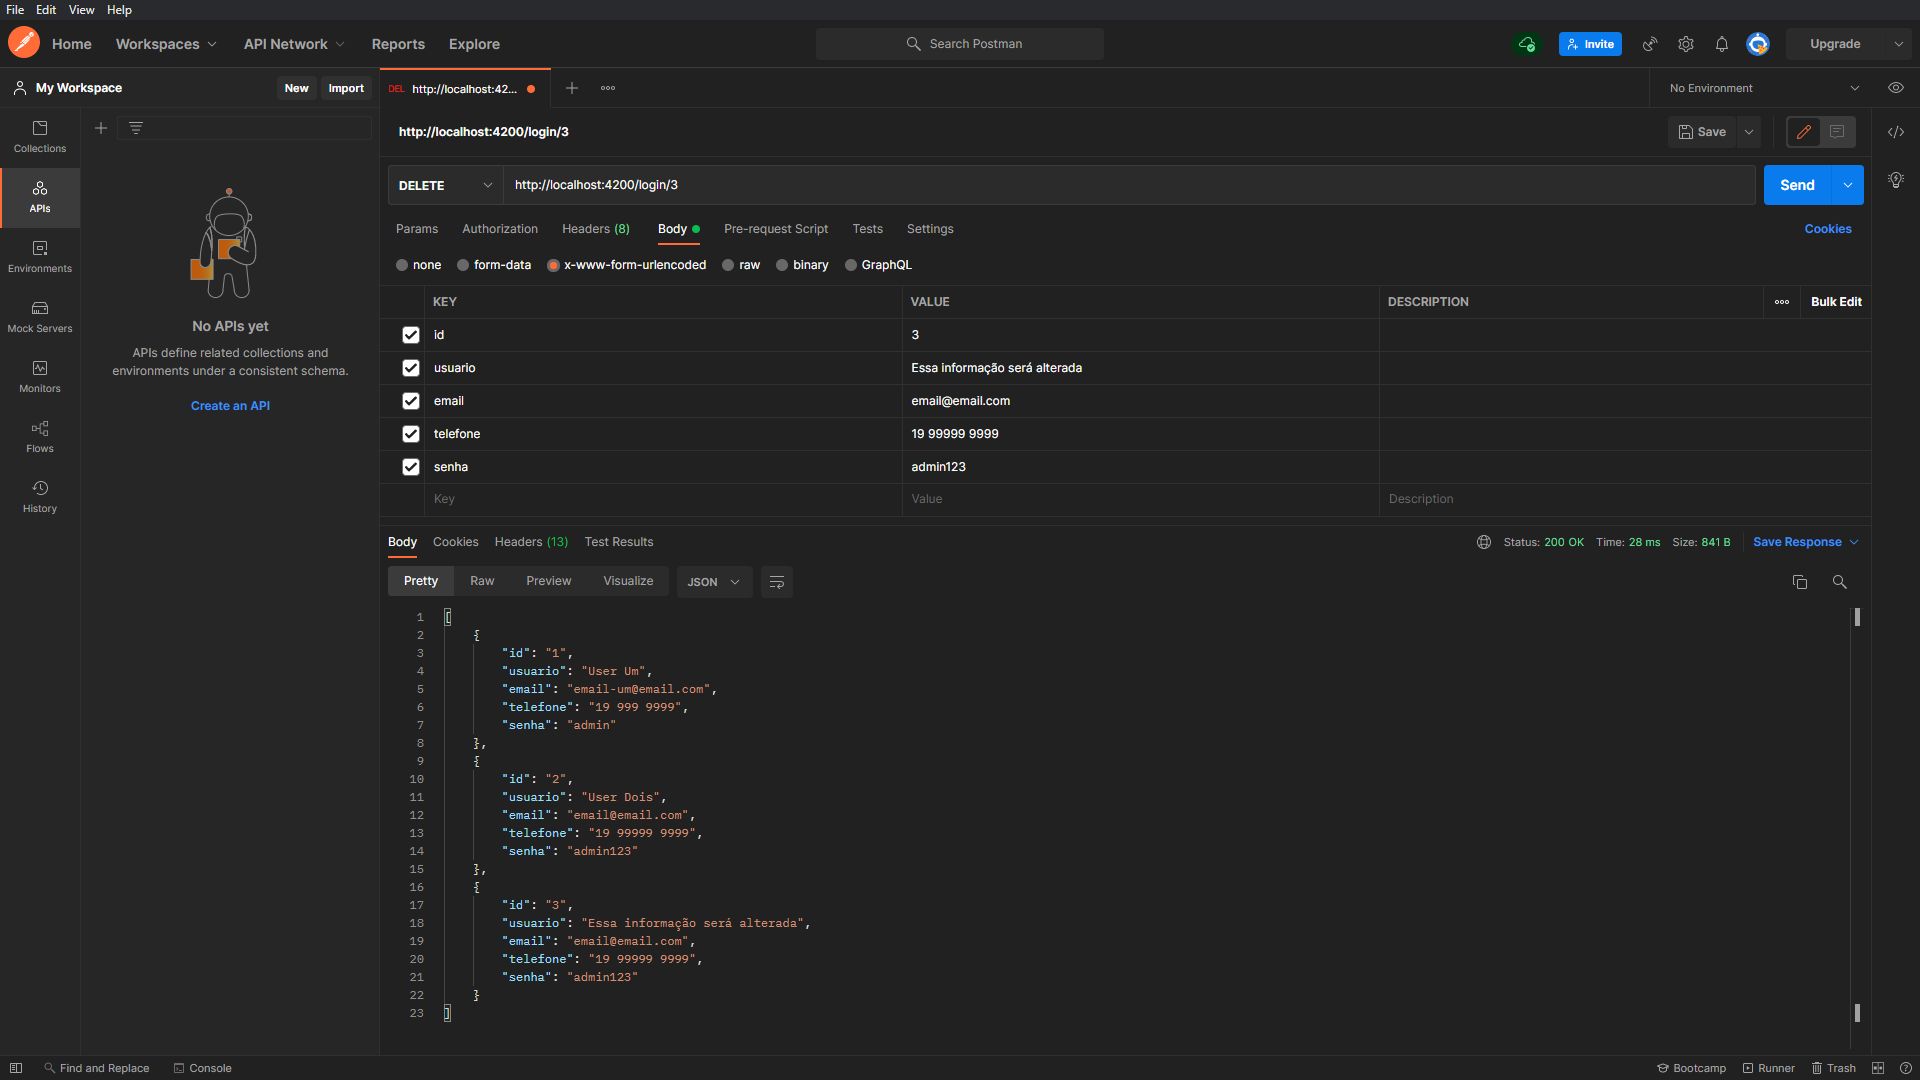 File Edit View Help
Home Workspaces API Network Reports Explore Search Postman Invite Upgrade
My Workspace New Import DEL http://localhost:42... No Environment
Collections
APIs
Environments
Mock Servers
Monitors
Flows
History
No APIs yet
APIs define related collections and
environments under a consistent schema.
Create an API
http://localhost:4200/login/3 Save
DELETE http://localhost:4200/login/3 Send
Params Authorization Headers (8) Body Pre-request Script Tests Settings Cookies
none form-data x-www-form-urlencoded raw binary GraphQL
KEY VALUE DESCRIPTION Bulk Edit
id 3
usuario Essa informação será alterada
email email@email.com
telefone 19 99999 9999
senha admin123
Key Value Description
Body Cookies Headers (13) Test Results Status: 200 OK Time: 28 ms Size: 841 B Save Response
Pretty Raw Preview Visualize JSON
1 [
2 {
3 "id": "1",
4 "usuario": "User Um",
5 "email": "email-um@email.com",
6 "telefone": "19 999 9999",
7 "senha": "admin"
8 },
9 {
10 "id": "2",
11 "usuario": "User Dois",
12 "email": "email@email.com",
13 "telefone": "19 99999 9999",
14 "senha": "admin123"
15 },
16 {
17 "id": "3",
18 "usuario": "Essa informação será alterada",
19 "email": "email@email.com",
20 "telefone": "19 99999 9999",
21 "senha": "admin123"
22 }
23 ]
Find and Replace Console Bootcamp Runner Trash